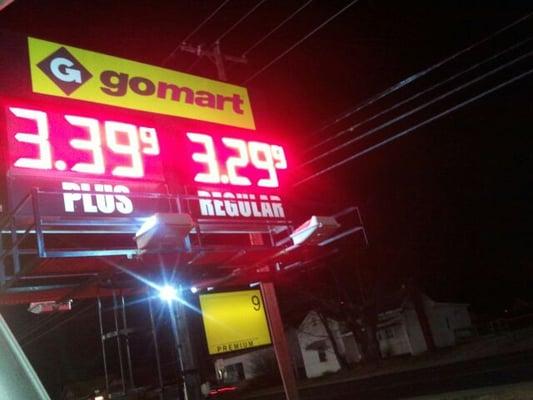 G gomart
3.39 9 3.29 9
PLUS REGULAR
9
PREMIUM